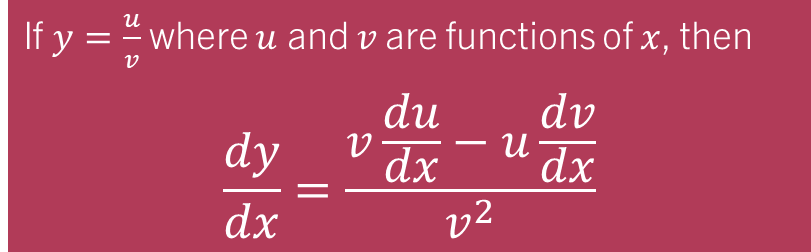 If y = u/v where u and v are functions of x, then
dy/dx = (v du/dx − u dv/dx)/v²